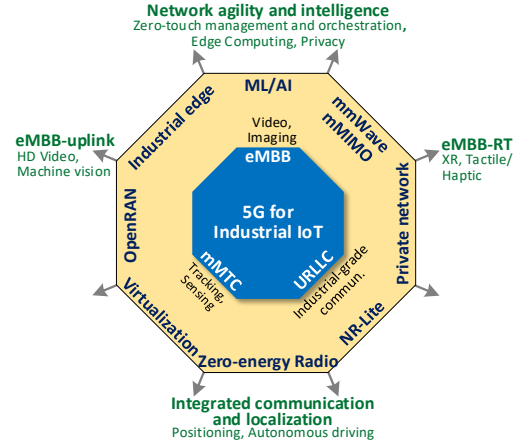 Network agility and intelligence
Zero-touch management and orchestration,
Edge Computing, Privacy
ML/AI
Industrial edge
mmWave
mMIMO
Video,
Imaging
eMBB
eMBB-uplink
HD Video,
Machine vision
eMBB-RT
XR, Tactile/
Haptic
OpenRAN
5G for
Industrial IoT
Private network
mMTC
URLLC
Tracking,
Sensing
Industrial-grade
commun.
Virtualization
NR-Lite
Zero-energy Radio
Integrated communication
and localization
Positioning, Autonomous driving